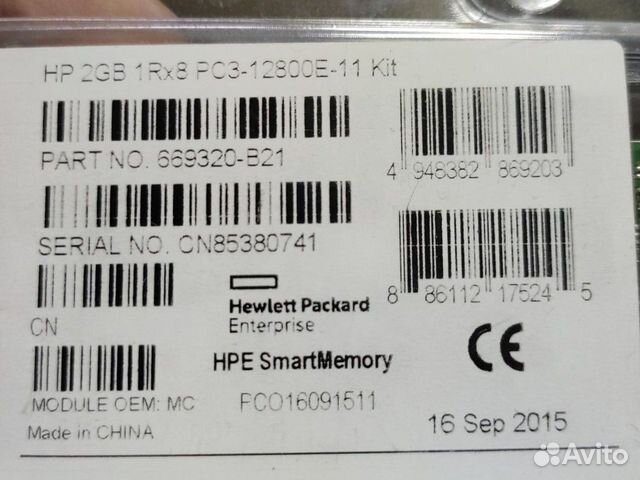 HP 2GB 1Rx8 PC3-12800E-11 Kit
PART NO. 669320-B21
4 948382 869203
SERIAL NO. CN85380741
8 86112 17524 5
CN
Hewlett Packard
Enterprise
HPE SmartMemory
MODULE OEM: MC
PCO16091511
CE
16 Sep 2015
Made in CHINA
Avito